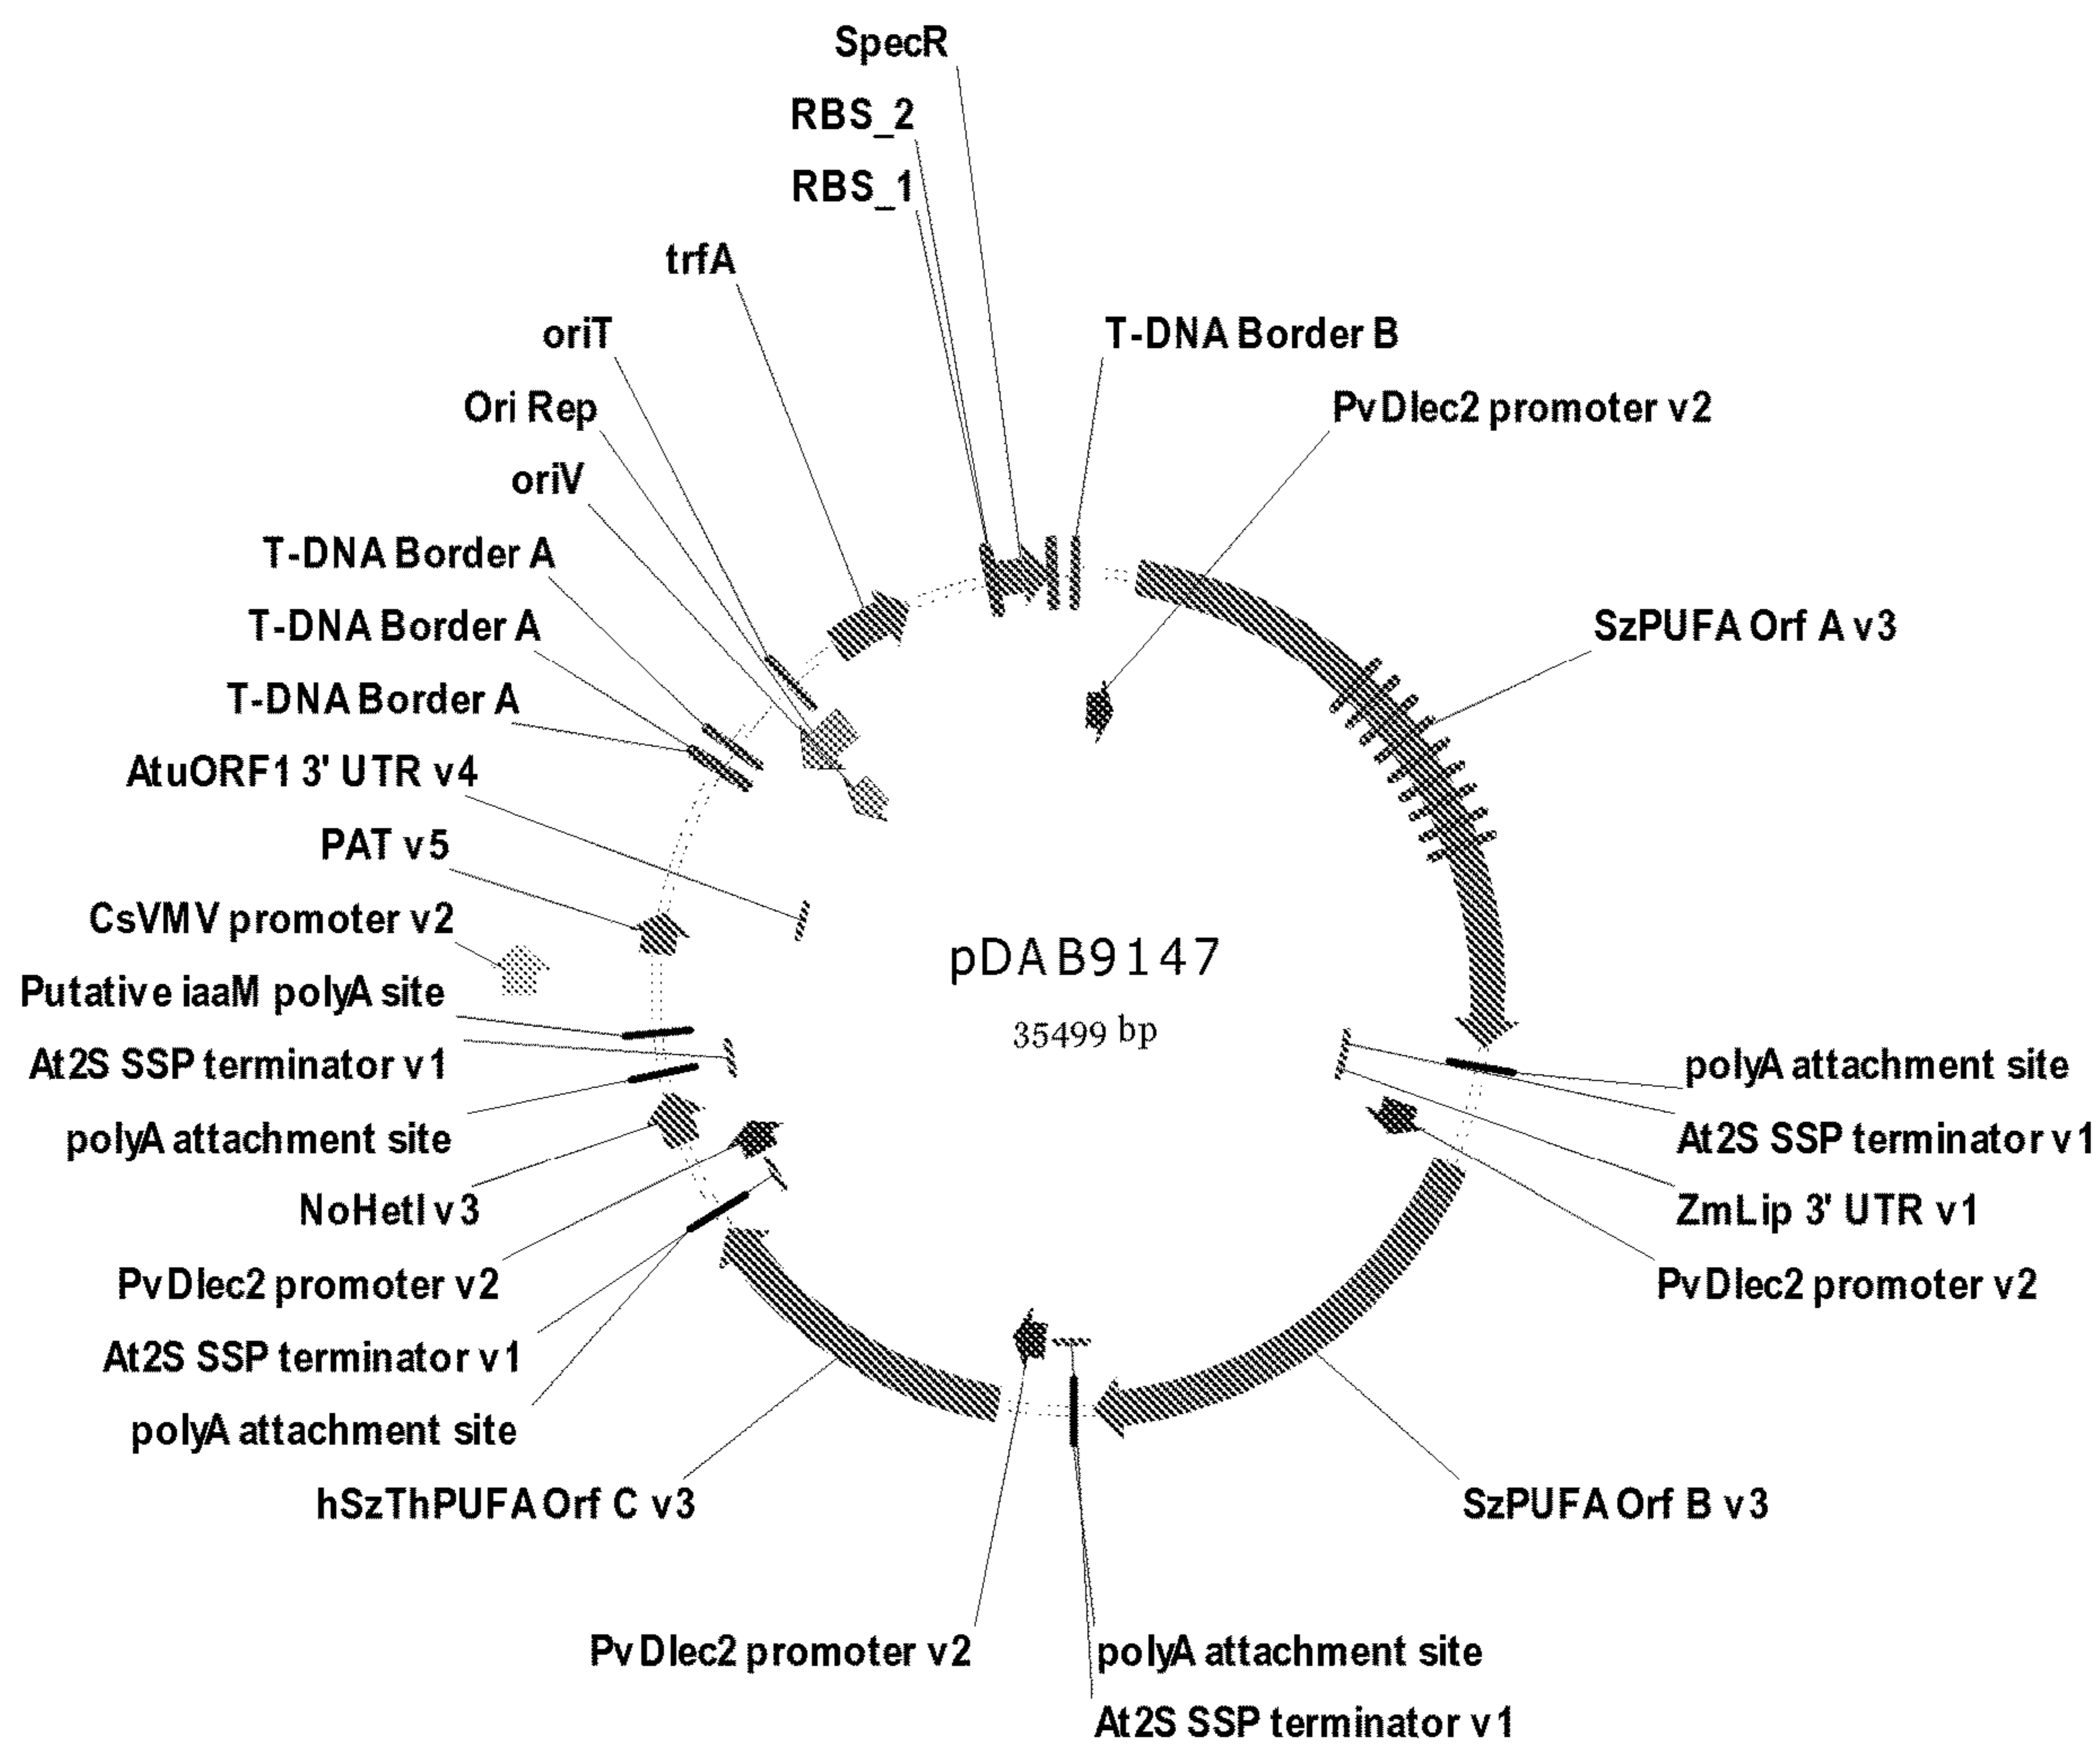 SpecR
RBS_2
RBS_1
trfA
oriT
T-DNA Border B
Ori Rep
PvDlec2 promoter v2
oriV
T-DNA Border A
T-DNA Border A
SzPUFA Orf A v3
T-DNA Border A
AtuORF1 3' UTR v4
PAT v5
CsVMV promoter v2
pDAB9147
Putative iaaM polyA site
35499 bp
At2S SSP terminator v1
polyA attachment site
polyA attachment site
At2S SSP terminator v1
NoHetI v3
ZmLip 3' UTR v1
PvDlec2 promoter v2
PvDlec2 promoter v2
At2S SSP terminator v1
polyA attachment site
hSzThPUFA Orf C v3
SzPUFA Orf B v3
PvDlec2 promoter v2
polyA attachment site
At2S SSP terminator v1